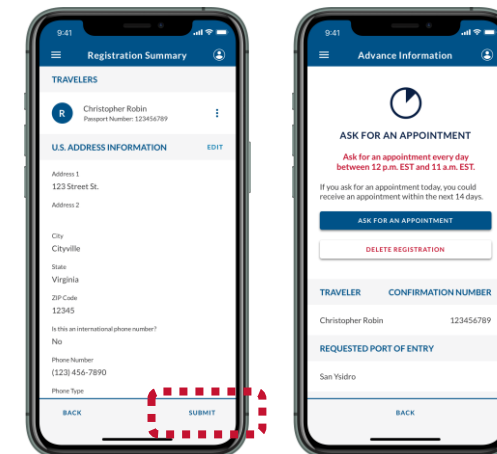 9:41
Registration Summary
TRAVELERS
R
Christopher Robin
Passport Number: 123456789
U.S. ADDRESS INFORMATION EDIT
Address 1
123 Street St.
Address 2
City
Cityville
State
Virginia
ZIP Code
12345
Is this an international phone number?
No
Phone Number
(123) 456-7890
Phone Type
BACK SUBMIT
9:41
Advance Information
ASK FOR AN APPOINTMENT
Ask for an appointment every day
between 12 p.m. EST and 11 a.m. EST.
If you ask for an appointment today, you could
receive an appointment within the next 14 days.
ASK FOR AN APPOINTMENT
DELETE REGISTRATION
TRAVELER CONFIRMATION NUMBER
Christopher Robin 123456789
REQUESTED PORT OF ENTRY
San Ysidro
BACK